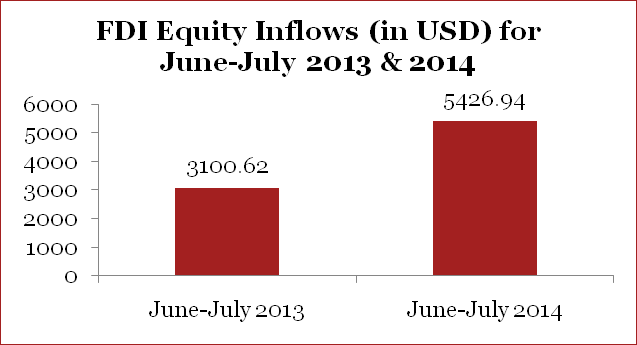 FDI Equity Inflows (in USD) for
June-July 2013 & 2014
6000
5000
4000
3000
2000
1000
0
3100.62
5426.94
June-July 2013
June-July 2014